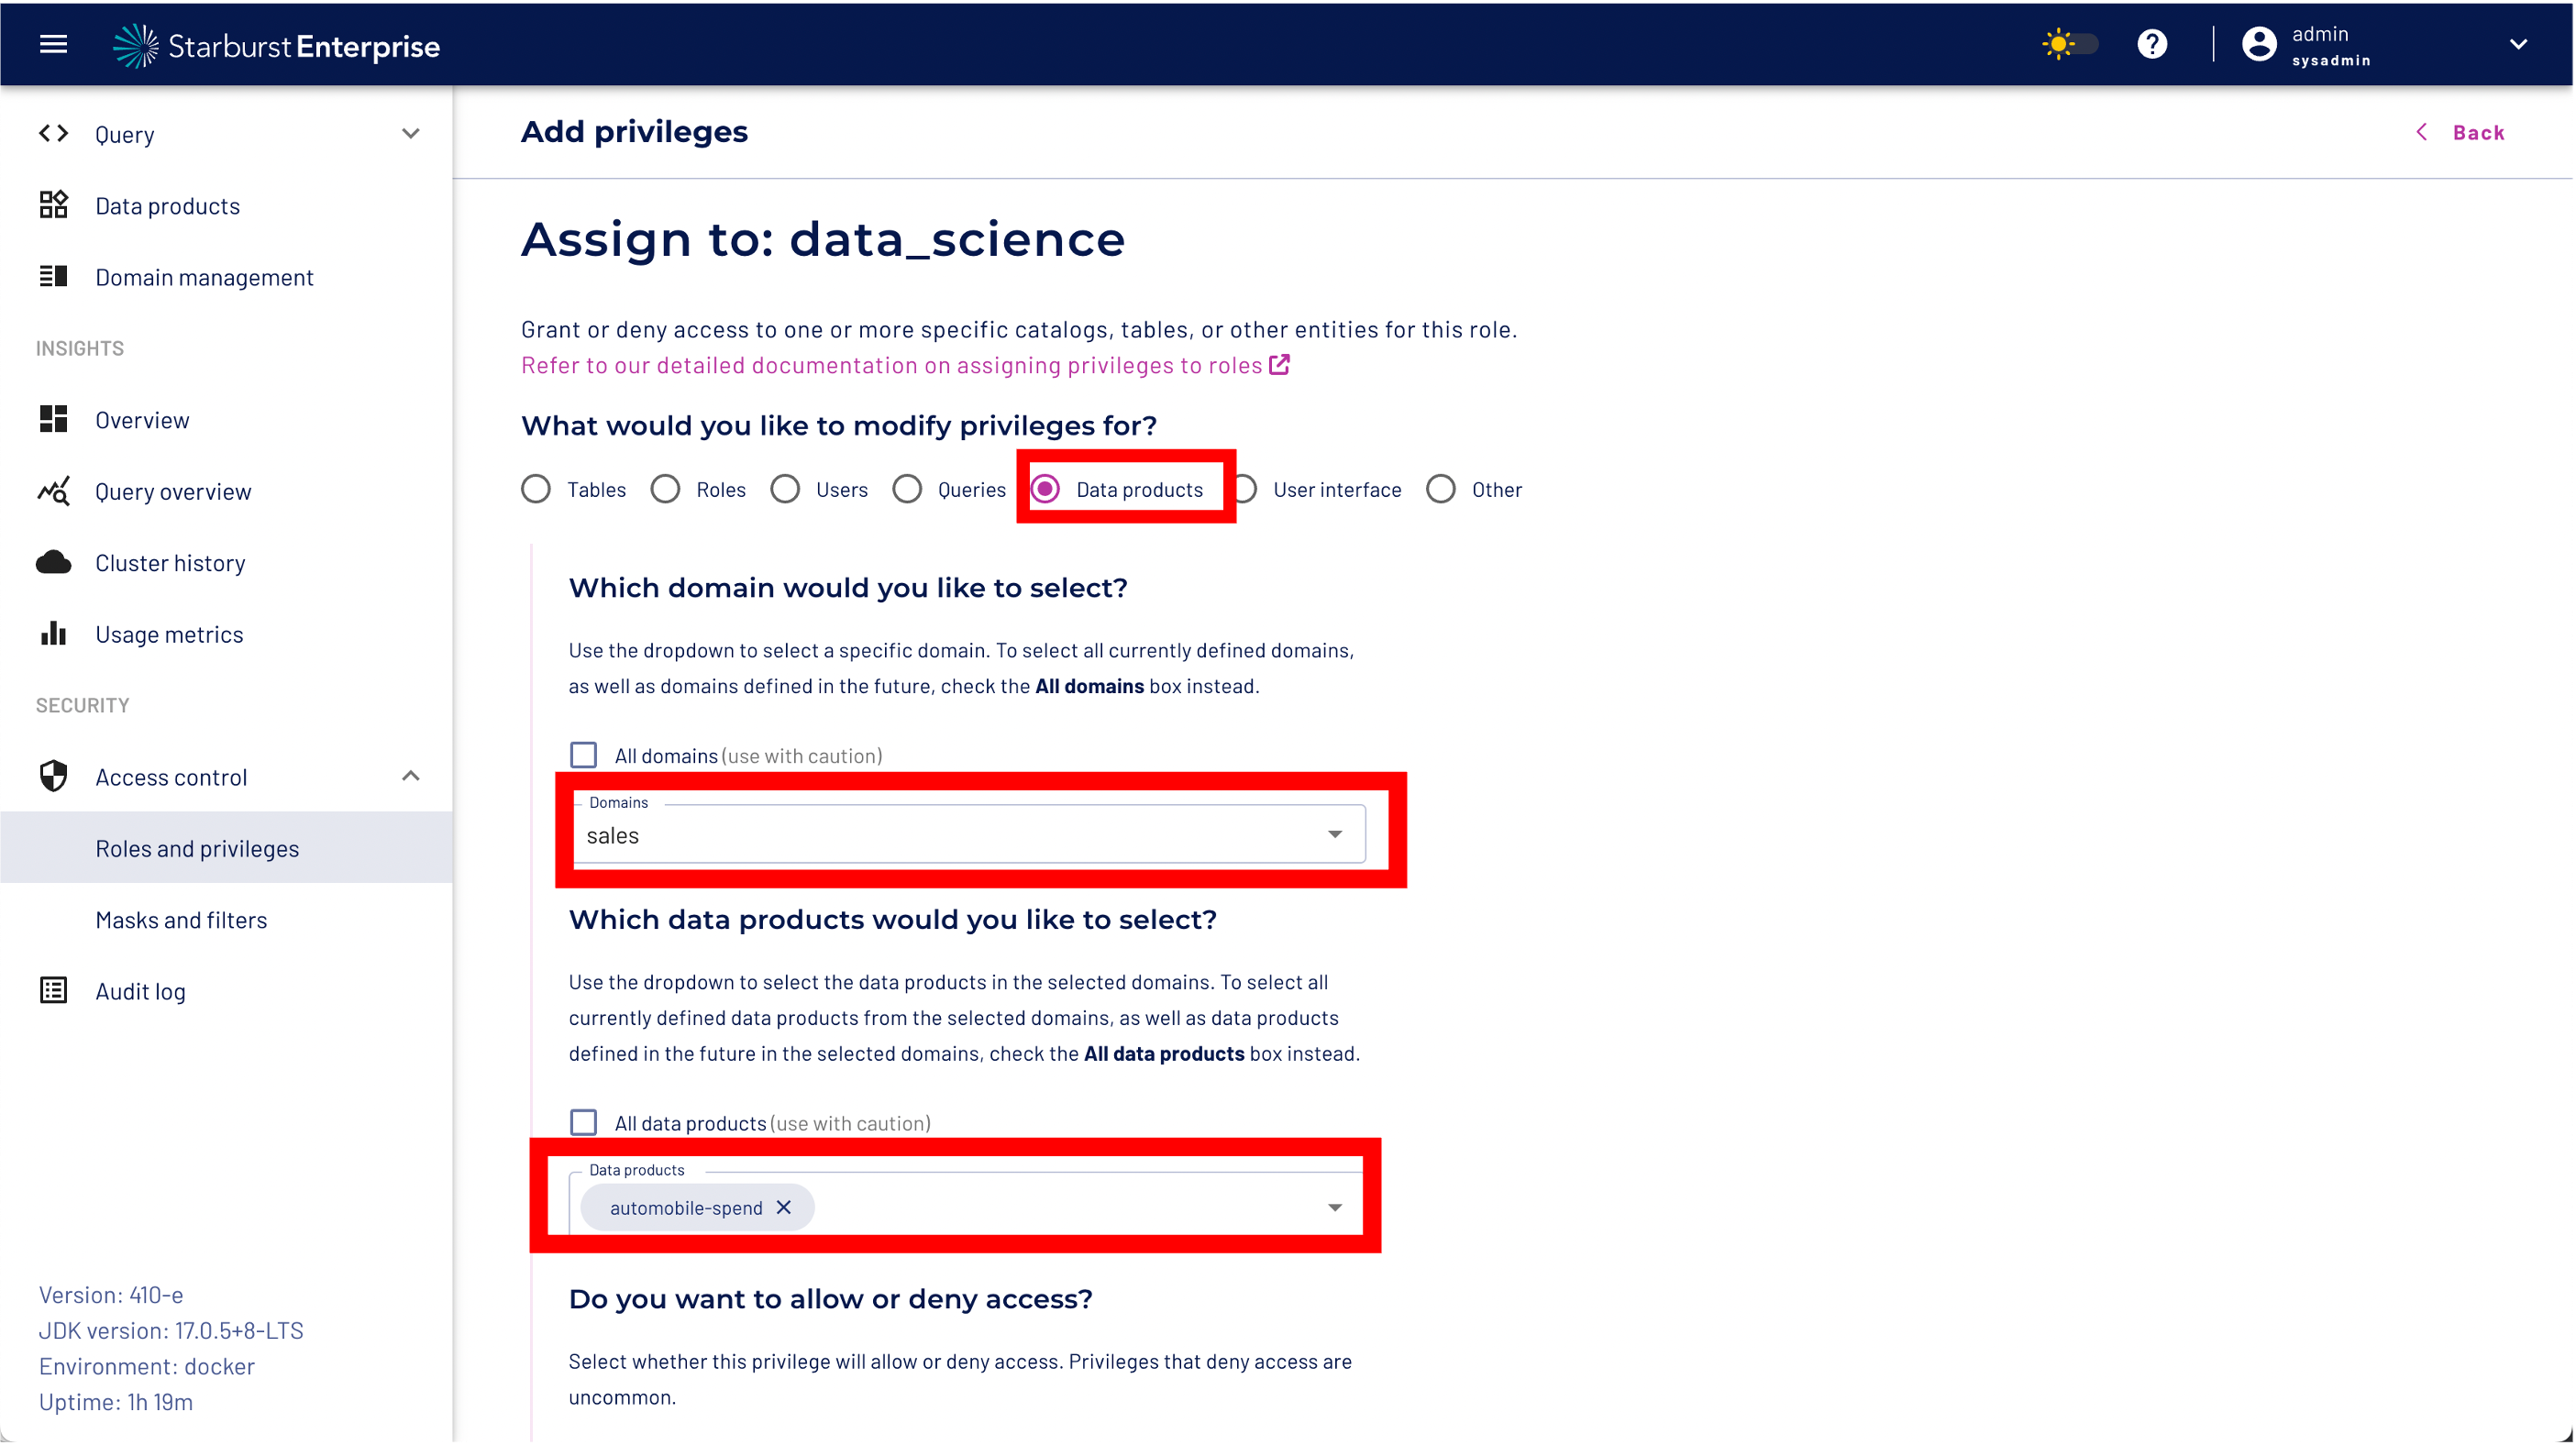 Starburst Enterprise
admin
sysadmin
Query
Data products
Domain management
INSIGHTS
Overview
Query overview
Cluster history
Usage metrics
SECURITY
Access control
Roles and privileges
Masks and filters
Audit log
Version: 410-e
JDK version: 17.0.5+8-LTS
Environment: docker
Uptime: 1h 19m
Add privileges
Back
Assign to: data_science
Grant or deny access to one or more specific catalogs, tables, or other entities for this role.
Refer to our detailed documentation on assigning privileges to roles
What would you like to modify privileges for?
Tables Roles Users Queries Data products User interface Other
Which domain would you like to select?
Use the dropdown to select a specific domain. To select all currently defined domains,
as well as domains defined in the future, check the All domains box instead.
All domains (use with caution)
Domains
sales
Which data products would you like to select?
Use the dropdown to select the data products in the selected domains. To select all
currently defined data products from the selected domains, as well as data products
defined in the future in the selected domains, check the All data products box instead.
All data products (use with caution)
Data products
automobile-spend
Do you want to allow or deny access?
Select whether this privilege will allow or deny access. Privileges that deny access are
uncommon.